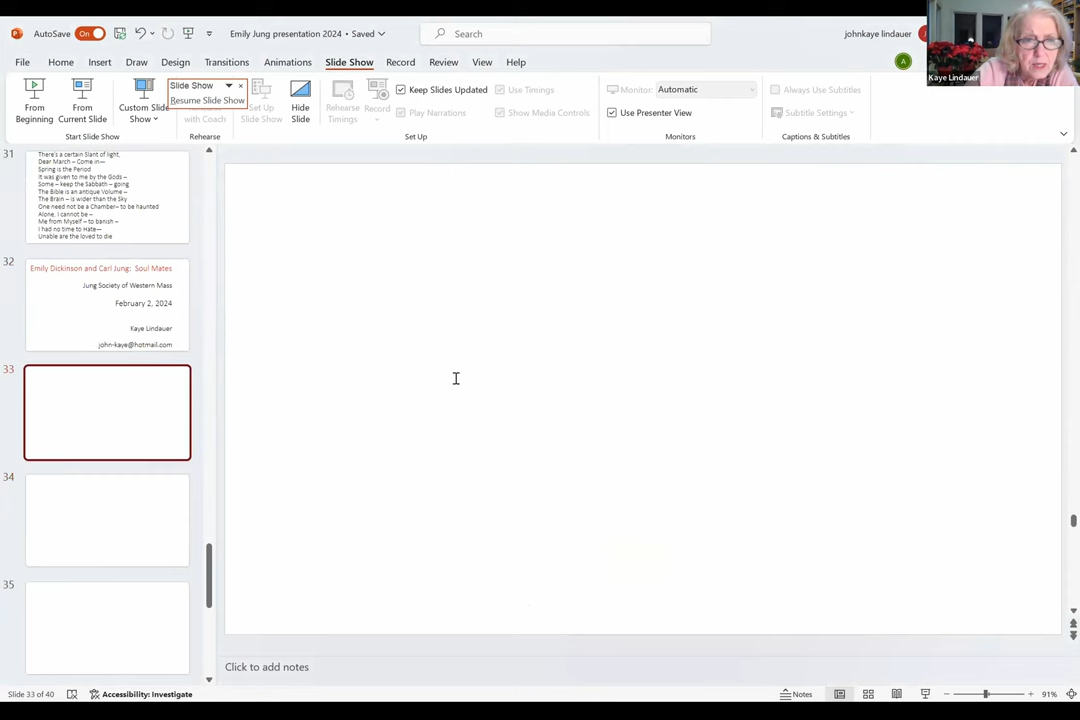 AutoSave On Emily Jung presentation 2024 • Saved Search johnkaye lindauer
File Home Insert Draw Design Transitions Animations Slide Show Record Review View Help A
Kaye Lindauer
From
Beginning
From
Current Slide
Custom Slide
Show
Slide Show
Resume Slide Show
with Coach
Set Up
Slide Show
Hide
Slide
Rehearse
Timings
Record
Keep Slides Updated
Play Narrations
Use Timings
Show Media Controls
Monitor: Automatic
Use Presenter View
Always Use Subtitles
Subtitle Settings
Start Slide Show Rehearse Set Up Monitors Captions & Subtitles
31
There's a certain Slant of light,
Dear March – Come in—
Spring is the Period
It was given to me by the Gods –
Some – keep the Sabbath – going
The Bible is an antique Volume –
The Brain – is wider than the Sky
One need not be a Chamber– to be haunted
Alone, I cannot be –
Me from Myself – to banish –
I had no time to Hate—
Unable are the loved to die
32
Emily Dickinson and Carl Jung: Soul Mates
Jung Society of Western Mass
February 2, 2024
Kaye Lindauer
john-kaye@hotmail.com
33
34
35
Click to add notes
Slide 33 of 40 Accessibility: Investigate Notes 91%